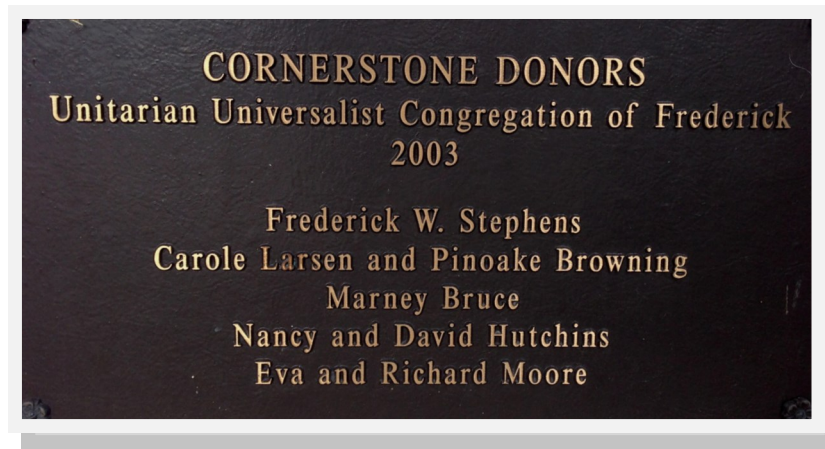 CORNERSTONE DONORS
Unitarian Universalist Congregation of Frederick
2003
Frederick W. Stephens
Carole Larsen and Pinoake Browning
Marney Bruce
Nancy and David Hutchins
Eva and Richard Moore